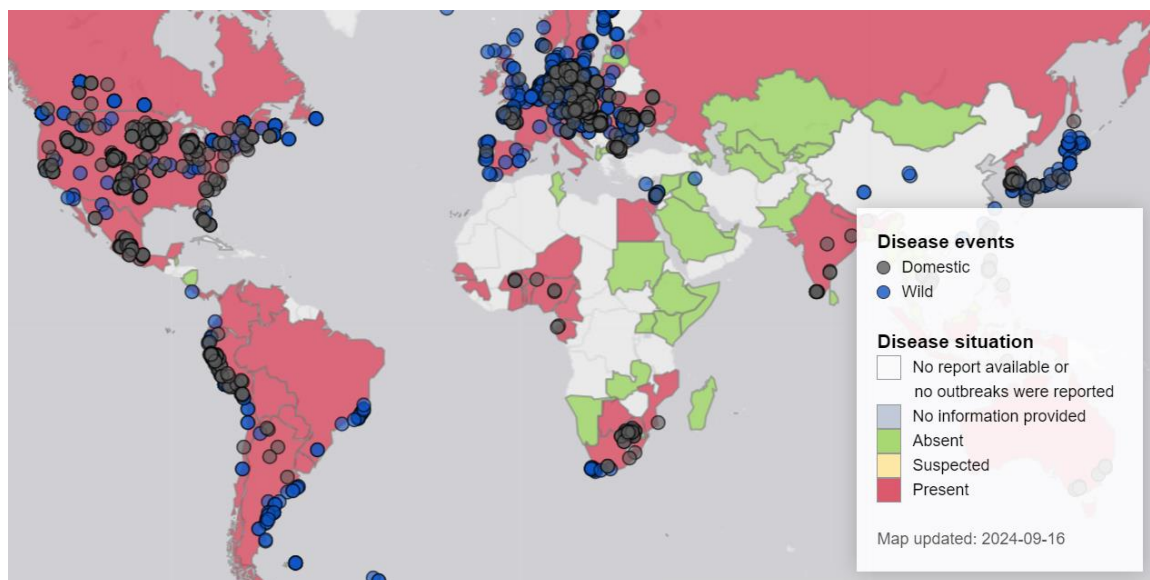 Disease events
Domestic
Wild
Disease situation
No report available or
no outbreaks were reported
No information provided
Absent
Suspected
Present
Map updated: 2024-09-16